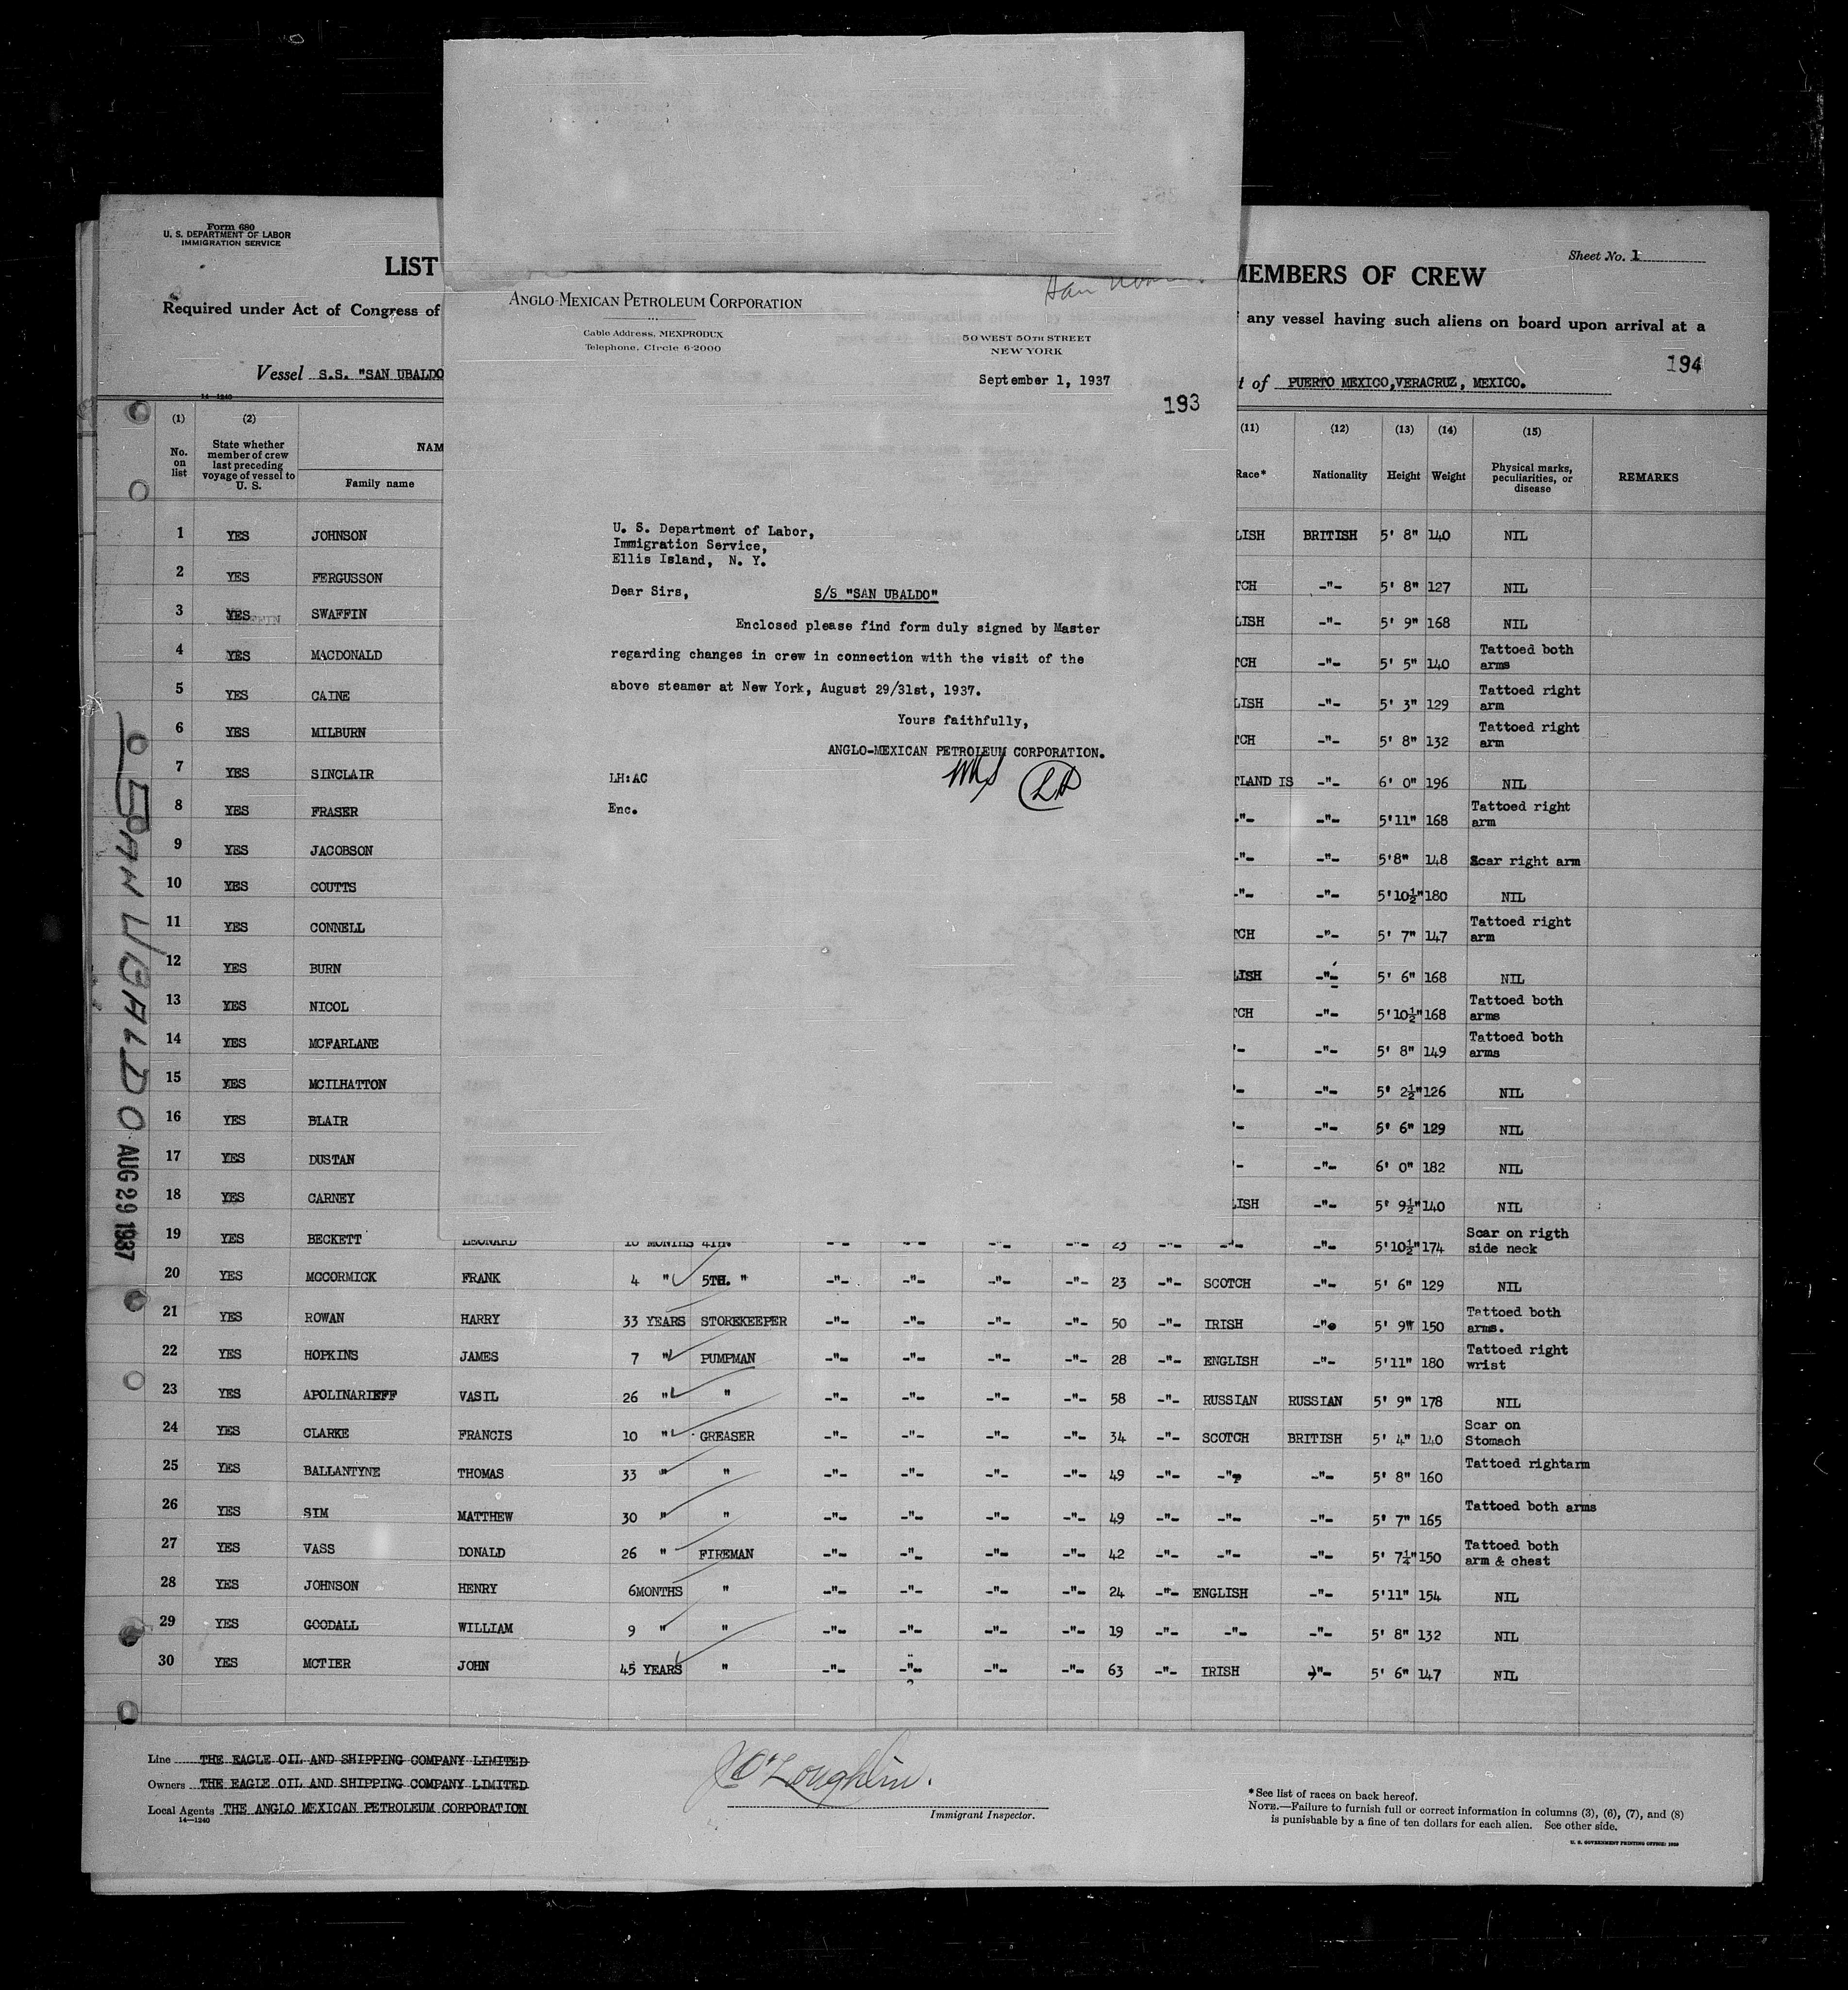 Form 680
U. S. DEPARTMENT OF LABOR
IMMIGRATION SERVICE
LIST
MEMBERS OF CREW
Sheet No. 1
Required under Act of Congress of
any vessel having such aliens on board upon arrival at a
194
Vessel S.S. "SAN UBALDO
of PUERTO MEXICO, VERACRUZ, MEXICO.
14—1240
ANGLO-MEXICAN PETROLEUM CORPORATION
Cable Address, MEXPRODUX
Telephone, Circle 6-2000
50 WEST 50TH STREET
NEW YORK
September 1, 1937
193
U. S. Department of Labor,
Immigration Service,
Ellis Island, N. Y.
Dear Sirs,
S/S "SAN UBALDO"
Enclosed please find form duly signed by Master
regarding changes in crew in connection with the visit of the
above steamer at New York, August 29/31st, 1937.
Yours faithfully,
ANGLO-MEXICAN PETROLEUM CORPORATION.
LH:AC
Enc.
(1) (2) (11) (12) (13) (14) (15)
No. on list
State whether member of crew last preceding voyage of vessel to U. S.
NAM
Family name
Race* Nationality Height Weight Physical marks, peculiarities, or disease REMARKS
1 YES JOHNSON LISH BRITISH 5' 8" 140 NIL
2 YES FERGUSSON TCH -"- 5' 8" 127 NIL
3 YES SWAFFIN LISH -"- 5' 9" 168 NIL
4 YES MACDONALD TCH -"- 5' 5" 140 Tattoed both arms
5 YES CAINE LISH -"- 5' 3" 129 Tattoed right arm
6 YES MILBURN TCH -"- 5' 8" 132 Tattoed right arm
7 YES SINCLAIR TLAND IS -"- 6' 0" 196 NIL
8 YES FRASER -"- -"- 5'11" 168 Tattoed right arm
9 YES JACOBSON -"- -"- 5'8" 148 Scar right arm
10 YES COUTTS -"- -"- 5'10½" 180 NIL
11 YES CONNELL TCH -"- 5' 7" 147 Tattoed right arm
12 YES BURN LISH -"- 5' 6" 168 NIL
13 YES NICOL TCH -"- 5'10½" 168 Tattoed both arms
14 YES MCFARLANE "- -"- 5' 8" 149 Tattoed both arms
15 YES MCILHATTON "- -"- 5' 2½" 126 NIL
16 YES BLAIR "- -"- 5' 6" 129 NIL
17 YES DUSTAN "- -"- 6' 0" 182 NIL
18 YES CARNEY LISH -"- 5' 9½" 140 NIL
19 YES BECKETT LEONARD 10 MONTHS 4TH. -"- -"- -"- -"- 23 -"- -"- -"- 5'10½" 174 Scar on rigth side neck
20 YES MCCORMICK FRANK 4 " 5TH. " -"- -"- -"- -"- 23 -"- SCOTCH -"- 5' 6" 129 NIL
21 YES ROWAN HARRY 33 YEARS STOREKEEPER -"- -"- -"- -"- 50 -"- IRISH -"- 5' 9" 150 Tattoed both arms.
22 YES HOPKINS JAMES 7 " PUMPMAN -"- -"- -"- -"- 28 -"- ENGLISH -"- 5'11" 180 Tattoed right wrist
23 YES APOLINARIEFF VASIL 26 " " -"- -"- -"- -"- 58 -"- RUSSIAN RUSSIAN 5' 9" 178 NIL
24 YES CLARKE FRANCIS 10 " GREASER -"- -"- -"- -"- 34 -"- SCOTCH BRITISH 5' 4" 140 Scar on Stomach
25 YES BALLANTYNE THOMAS 33 " " -"- -"- -"- -"- 49 -"- -"- -"- 5' 8" 160 Tattoed rightarm
26 YES SIM MATTHEW 30 " " -"- -"- -"- -"- 49 -"- -"- -"- 5' 7" 165 Tattoed both arms
27 YES VASS DONALD 26 " FIREMAN -"- -"- -"- -"- 42 -"- -"- -"- 5' 7¼" 150 Tattoed both arm & chest
28 YES JOHNSON HENRY 6MONTHS " -"- -"- -"- -"- 24 -"- ENGLISH -"- 5'11" 154 NIL
29 YES GOODALL WILLIAM 9 " " -"- -"- -"- -"- 19 -"- -"- -"- 5' 8" 132 NIL
30 YES MCTIER JOHN 45 YEARS " -"- -"- -"- -"- 63 -"- IRISH -"- 5' 6" 147 NIL
SAN UBALDO AUG 29 1937
Line THE EAGLE OIL AND SHIPPING COMPANY LIMITED
Owners THE EAGLE OIL AND SHIPPING COMPANY LIMITED
Local Agents THE ANGLO MEXICAN PETROLEUM CORPORATION
14—1240
J O'Loughlin.
Immigrant Inspector.
*See list of races on back hereof.
NOTE.—Failure to furnish full or correct information in columns (3), (6), (7), and (8)
is punishable by a fine of ten dollars for each alien. See other side.